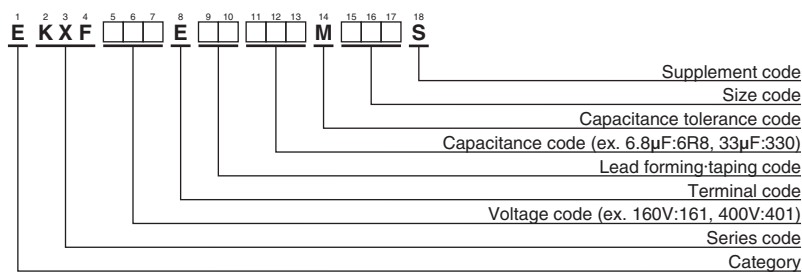 1 2 3 4 5 6 7 8 9 10 11 12 13 14 15 16 17 18
E K X F E M S
Supplement code
Size code
Capacitance tolerance code
Capacitance code (ex. 6.8µF:6R8, 33µF:330)
Lead forming·taping code
Terminal code
Voltage code (ex. 160V:161, 400V:401)
Series code
Category